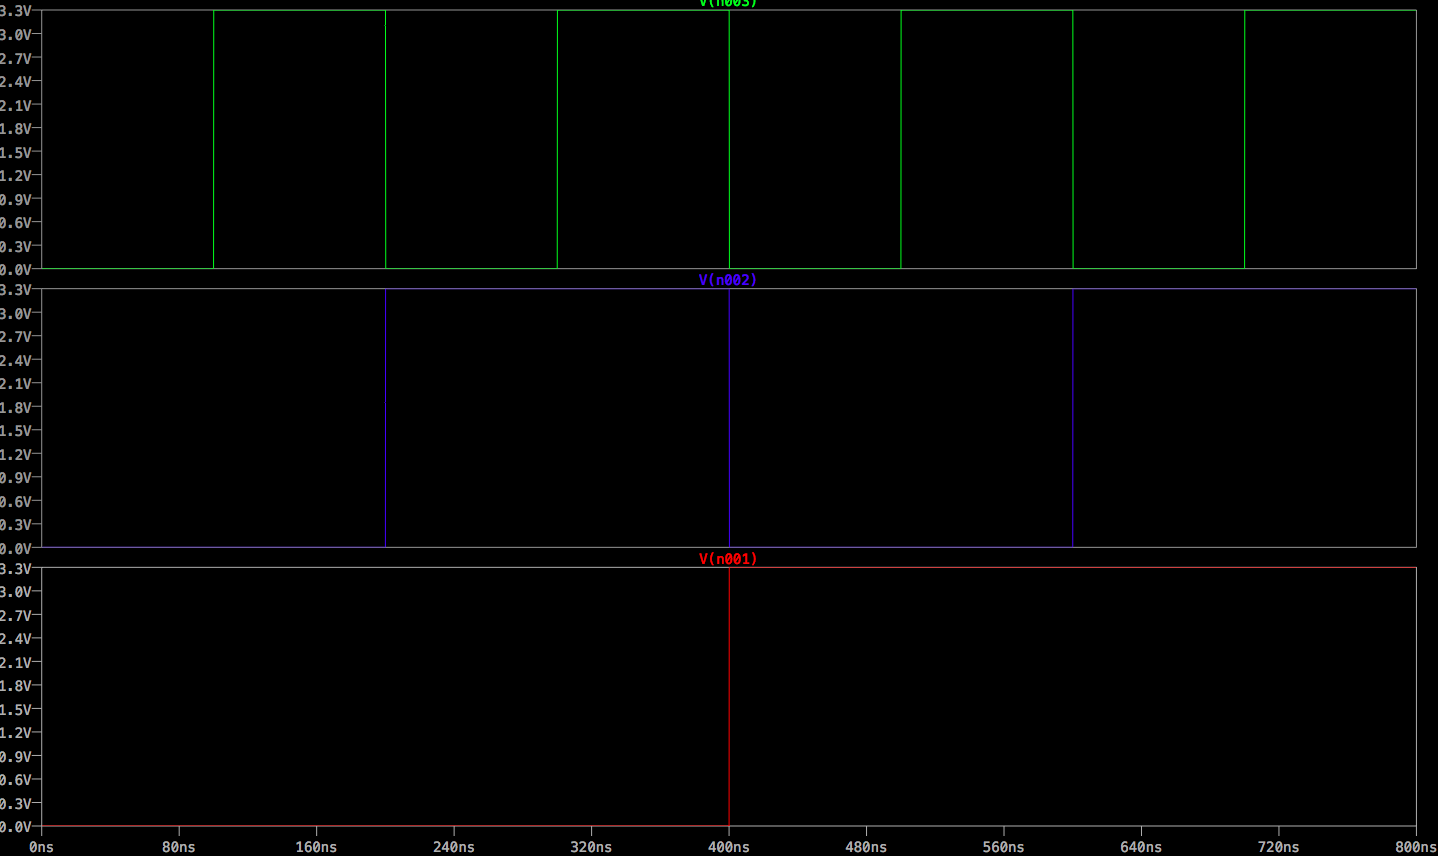 V(n003)
3.3V
3.0V
2.7V
2.4V
2.1V
1.8V
1.5V
1.2V
0.9V
0.6V
0.3V
0.0V
V(n002)
3.3V
3.0V
2.7V
2.4V
2.1V
1.8V
1.5V
1.2V
0.9V
0.6V
0.3V
0.0V
V(n001)
3.3V
3.0V
2.7V
2.4V
2.1V
1.8V
1.5V
1.2V
0.9V
0.6V
0.3V
0.0V
0ns 80ns 160ns 240ns 320ns 400ns 480ns 560ns 640ns 720ns 800ns